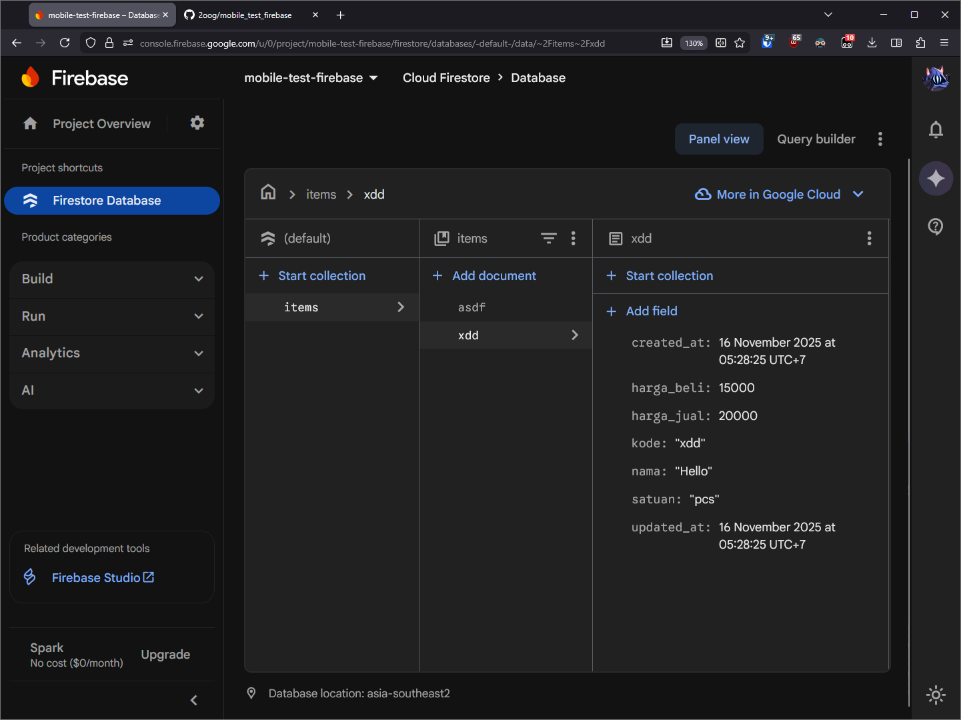 mobile-test-firebase – Database
2oog/mobile_test_firebase
console.firebase.google.com/u/0/project/mobile-test-firebase/firestore/databases/-default-/data/~2Fitems~2Fxdd
130%
9+
65
10
Firebase
mobile-test-firebase
Cloud Firestore > Database
Project Overview
Panel view
Query builder
Project shortcuts
Firestore Database
Product categories
Build
Run
Analytics
AI
items > xdd
More in Google Cloud
(default)
items
xdd
+ Start collection
+ Add document
+ Start collection
items
asdf
xdd
+ Add field
created_at: 16 November 2025 at
05:28:25 UTC+7
harga_beli: 15000
harga_jual: 20000
kode: "xdd"
nama: "Hello"
satuan: "pcs"
updated_at: 16 November 2025 at
05:28:25 UTC+7
Related development tools
Firebase Studio
Spark
No cost ($0/month)
Upgrade
Database location: asia-southeast2